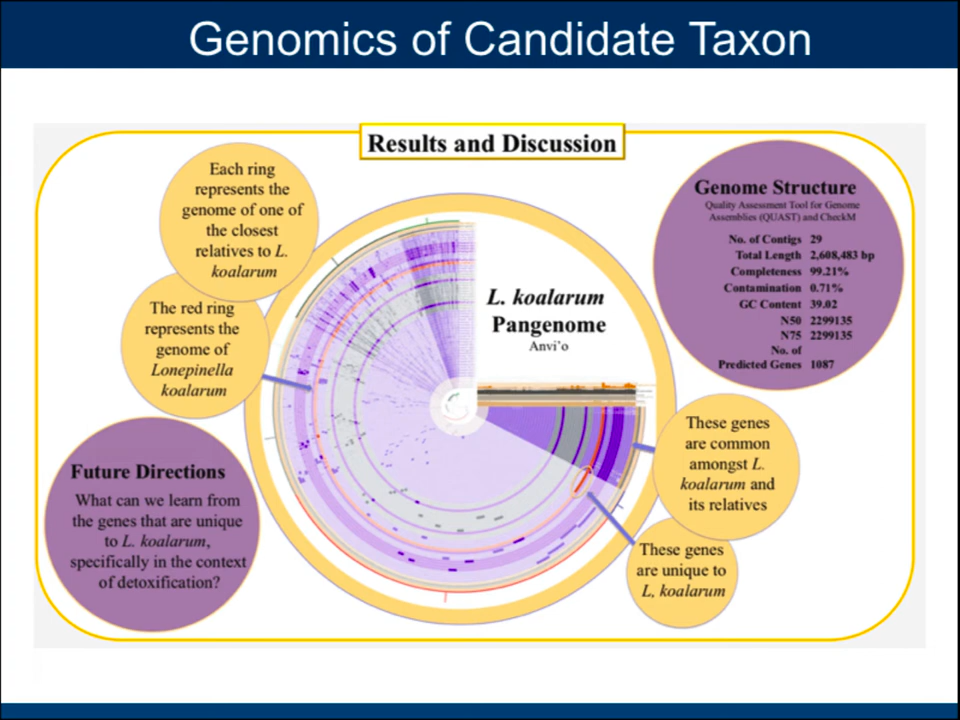 Genomics of Candidate Taxon
Results and Discussion
Each ring
represents the
genome of one of
the closest
relatives to L.
koalarum
The red ring
represents the
genome of
Lonepinella
koalarum
Future Directions
What can we learn from
the genes that are unique
to L. koalarum,
specifically in the context
of detoxification?
L. koalarum
Pangenome
Anvi'o
Genome Structure
Quality Assessment Tool for Genome
Assemblies (QUAST) and CheckM
No. of Contigs 29
Total Length 2,608,483 bp
Completeness 99.21%
Contamination 0.71%
GC Content 39.02
N50 2299135
N75 2299135
No. of
Predicted Genes 1087
These genes
are common
amongst L.
koalarum and
its relatives
These genes
are unique to
L, koalarum